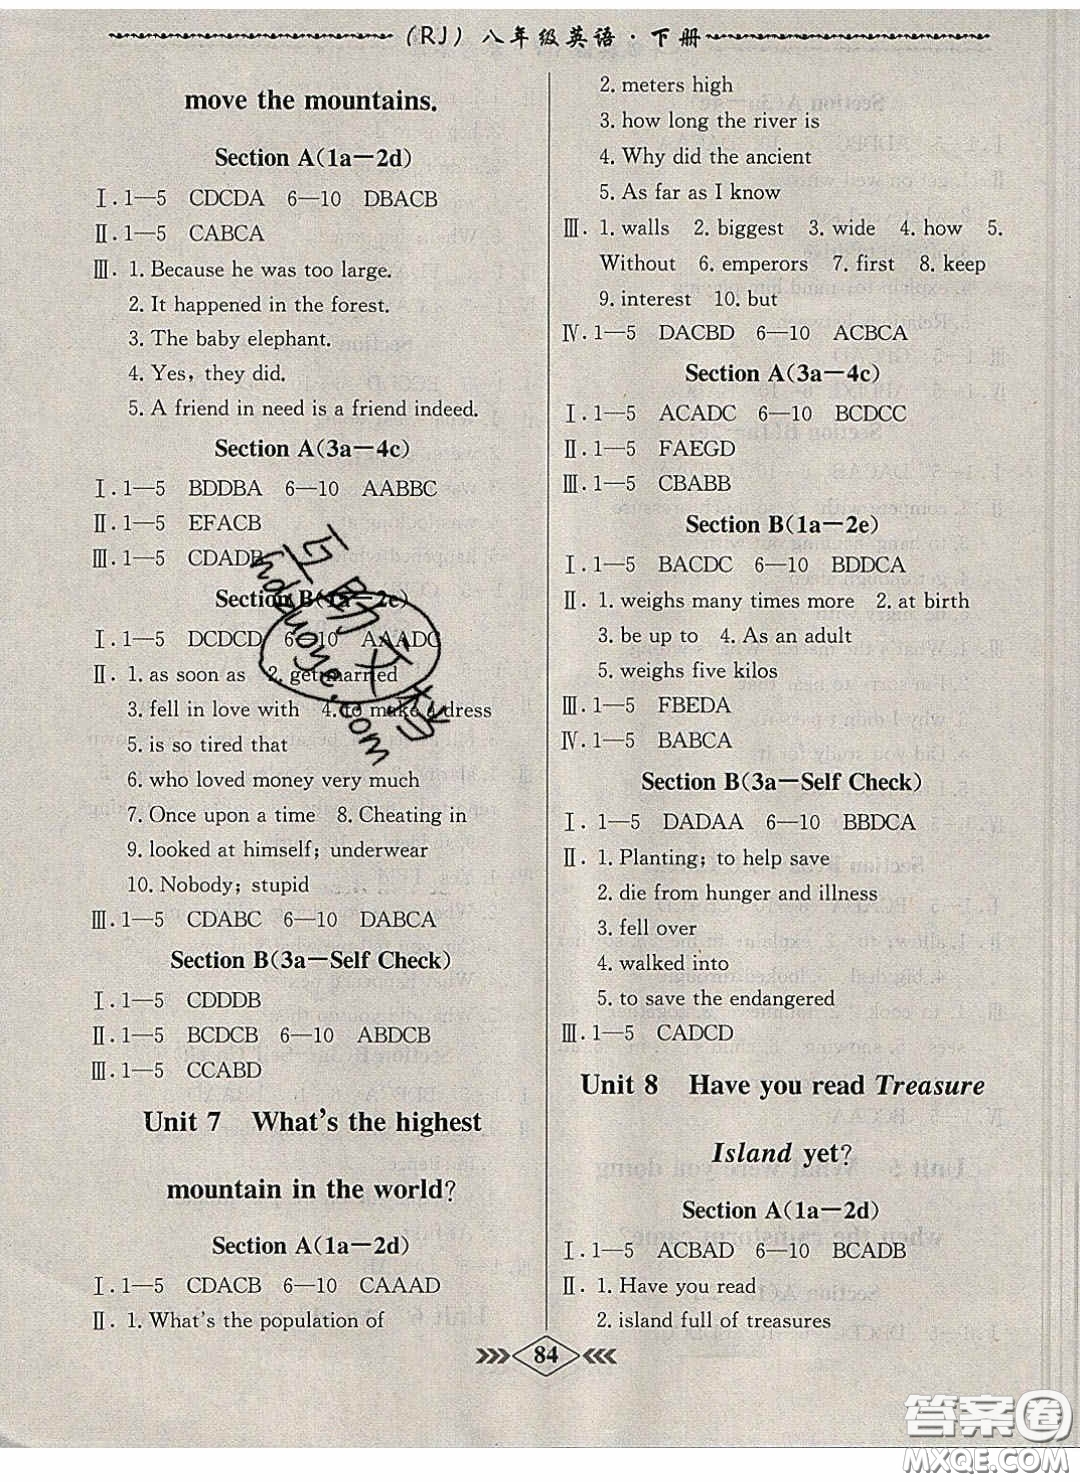 (RJ) 八年级英语·下册
move the mountains.
Section A(1a—2d)
Ⅰ. 1—5 CDCDA 6—10 DBACB
Ⅱ. 1—5 CABCA
Ⅲ. 1. Because he was too large.
2. It happened in the forest.
3. The baby elephant.
4. Yes, they did.
5. A friend in need is a friend indeed.
Section A(3a—4c)
Ⅰ. 1—5 BDDBA 6—10 AABBC
Ⅱ. 1—5 EFACB
Ⅲ. 1—5 CDADB
Section B(1a—2e)
Ⅰ. 1—5 DCDCD 6—10 AAADC
Ⅱ. 1. as soon as 2. get married
3. fell in love with 4. to make a dress
5. is so tired that
6. who loved money very much
7. Once upon a time 8. Cheating in
9. looked at himself; underwear
10. Nobody; stupid
Ⅲ. 1—5 CDABC 6—10 DABCA
Section B(3a—Self Check)
Ⅰ. 1—5 CDDDB
Ⅱ. 1—5 BCDCB 6—10 ABDCB
Ⅲ. 1—5 CCABD
Unit 7 What's the highest
mountain in the world?
Section A(1a—2d)
Ⅰ. 1—5 CDACB 6—10 CAAAD
Ⅱ. 1. What's the population of
2. meters high
3. how long the river is
4. Why did the ancient
5. As far as I know
Ⅲ. 1. walls 2. biggest 3. wide 4. how 5.
Without 6. emperors 7. first 8. keep
9. interest 10. but
Ⅳ. 1—5 DACBD 6—10 ACBCA
Section A(3a—4c)
Ⅰ. 1—5 ACADC 6—10 BCDCC
Ⅱ. 1—5 FAEGD
Ⅲ. 1—5 CBABB
Section B(1a—2e)
Ⅰ. 1—5 BACDC 6—10 BDDCA
Ⅱ. 1. weighs many times more 2. at birth
3. be up to 4. As an adult
5. weighs five kilos
Ⅲ. 1—5 FBEDA
Ⅳ. 1—5 BABCA
Section B(3a—Self Check)
Ⅰ. 1—5 DADAA 6—10 BBDCA
Ⅱ. 1. Planting; to help save
2. die from hunger and illness
3. fell over
4. walked into
5. to save the endangered
Ⅲ. 1—5 CADCD
Unit 8 Have you read Treasure
Island yet?
Section A(1a—2d)
Ⅰ. 1—5 ACBAD 6—10 BCADB
Ⅱ. 1. Have you read
2. island full of treasures
84
答案圈
MXQE.COM